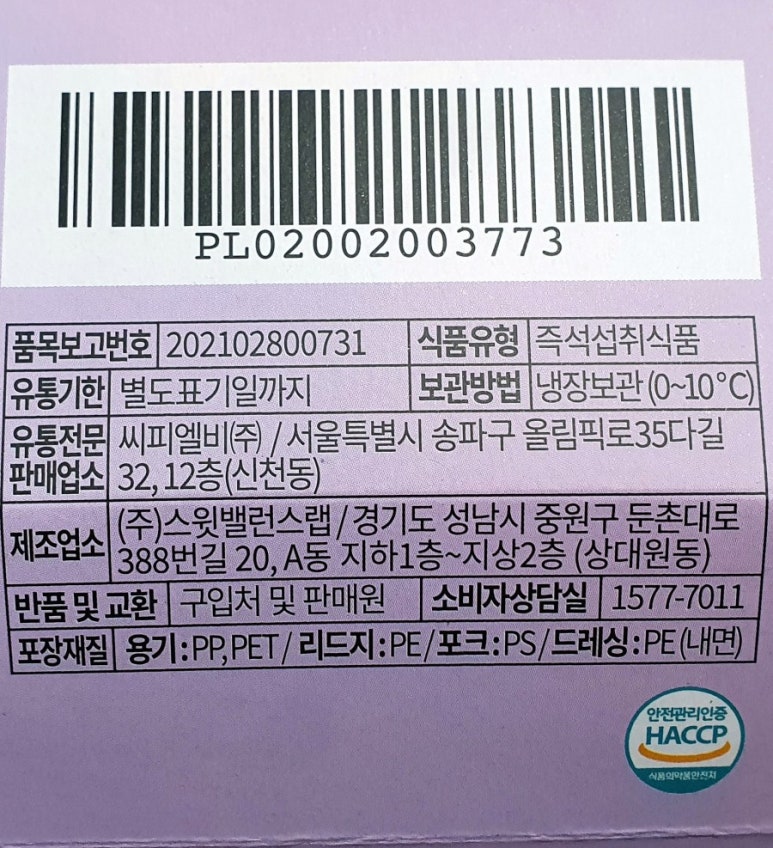 PL02002003773
품목보고번호 202102800731 식품유형 즉석섭취식품
유통기한 별도표기일까지 보관방법 냉장보관(0~10°C)
유통전문 씨피엘비(주) / 서울특별시 송파구 올림픽로35다길
판매업소 32, 12층(신천동)
제조업소 (주)스윗밸런스랩 / 경기도 성남시 중원구 둔촌대로
388번길 20, A동 지하1층~지상2층 (상대원동)
반품 및 교환 구입처 및 판매원 소비자상담실 1577-7011
포장재질 용기:PP, PET / 리드지:PE / 포크:PS / 드레싱:PE (내면)
안전관리인증
HACCP
식품의약품안전처